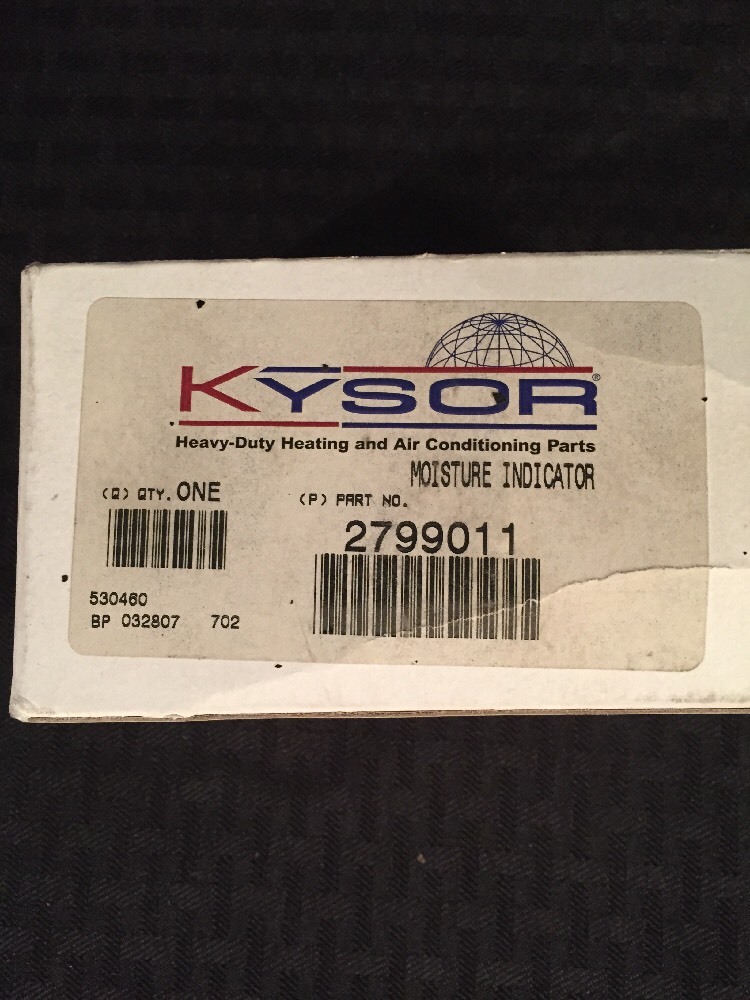 KYSOR®
Heavy-Duty Heating and Air Conditioning Parts
MOISTURE INDICATOR
(Q) QTY. ONE
(P) PART NO.
2799011
530460
BP 032807 702